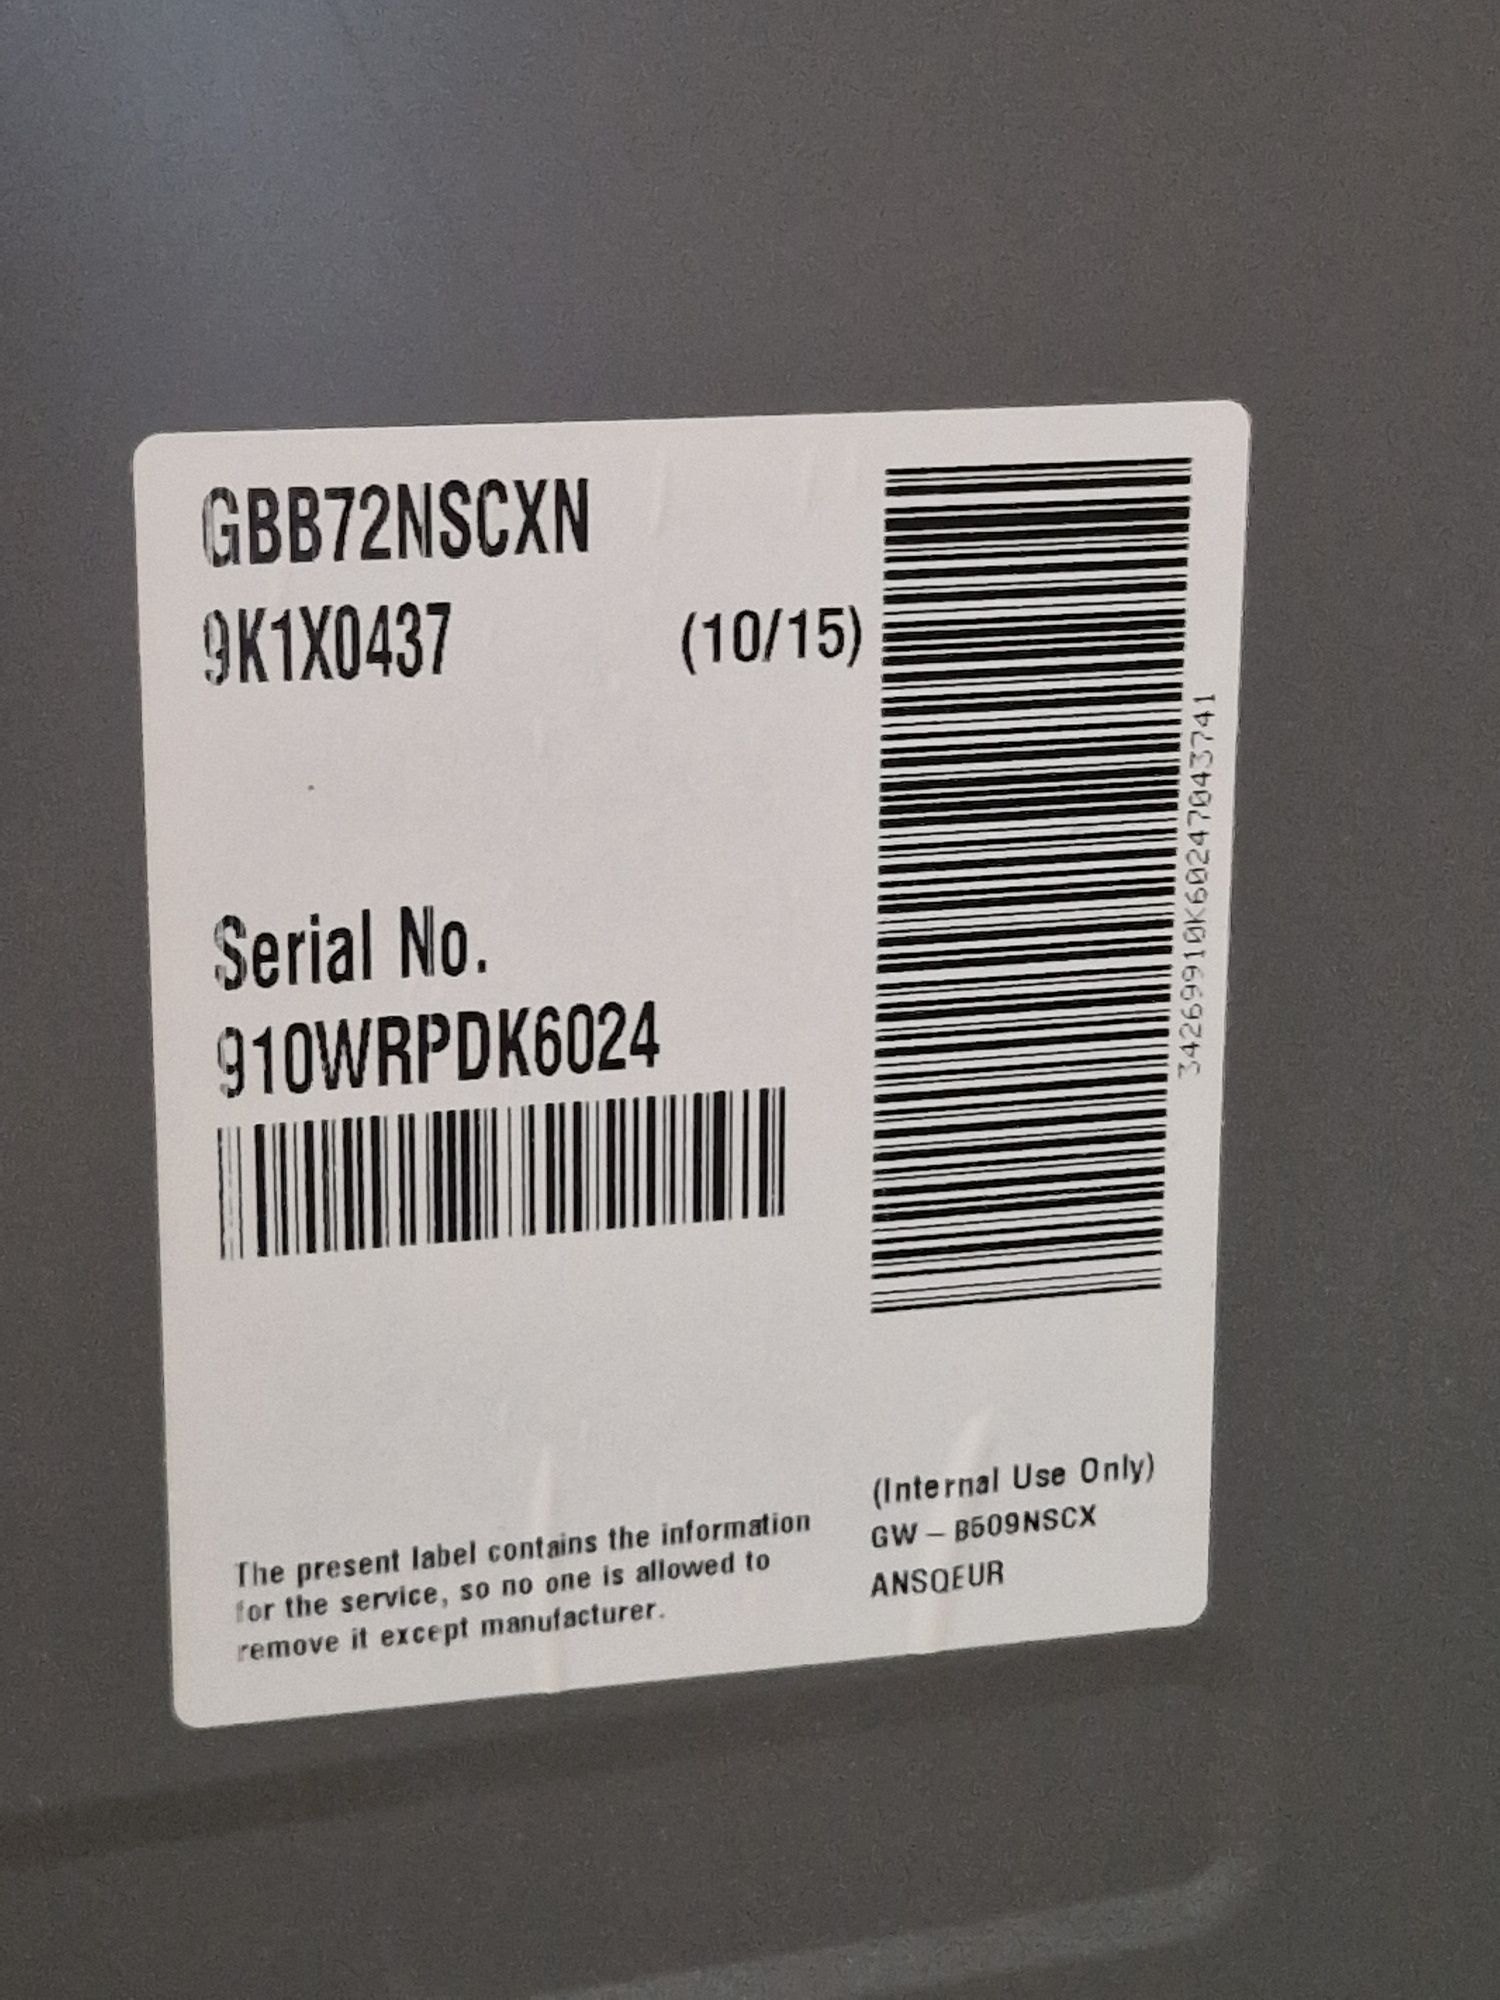 GBB72NSCXN
9K1X0437 (10/15)
34269910K60247043741
Serial No.
910WRPDK6024
(Internal Use Only)
GW – B509NSCX
ANSQEUR
The present label contains the information
for the service, so no one is allowed to
remove it except manufacturer.